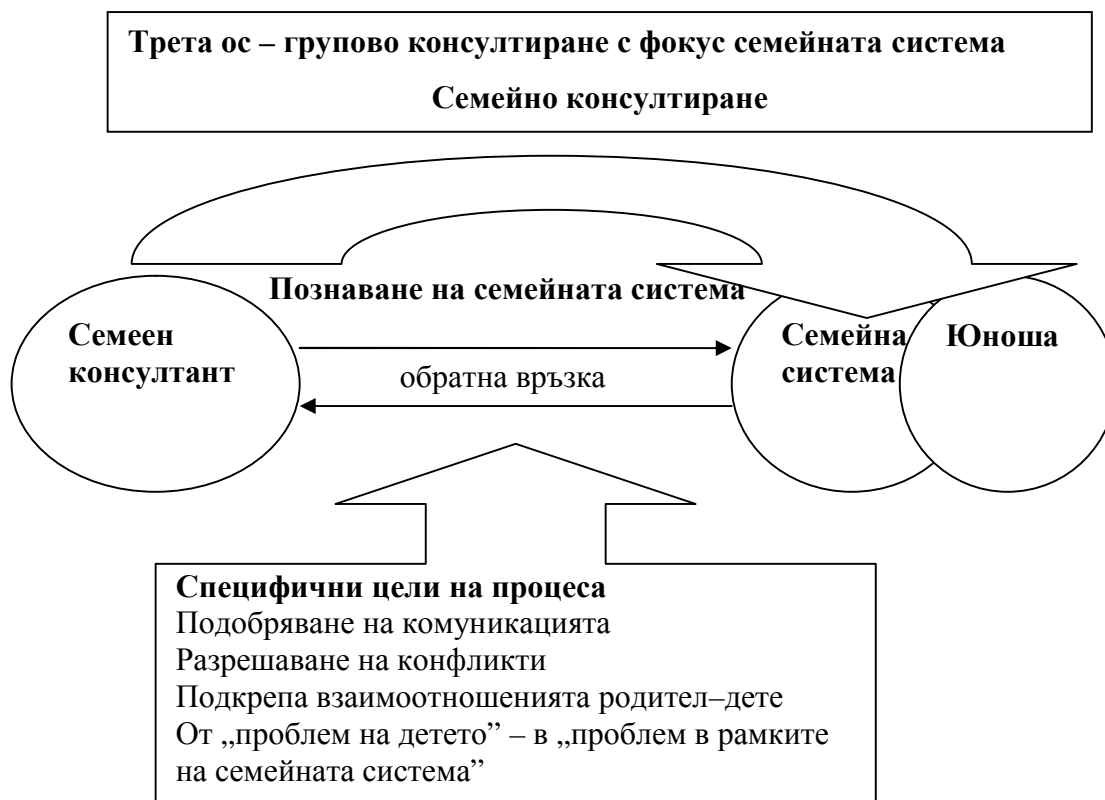 Трета ос – групово консултиране с фокус семейната система
Семейно консултиране
Познаване на семейната система
Семеен
консултант
обратна връзка
Семейна
система
Юноша
Специфични цели на процеса
Подобряване на комуникацията
Разрешаване на конфликти
Подкрепа взаимоотношенията родител–дете
От „проблем на детето” – в „проблем в рамките
на семейната система”